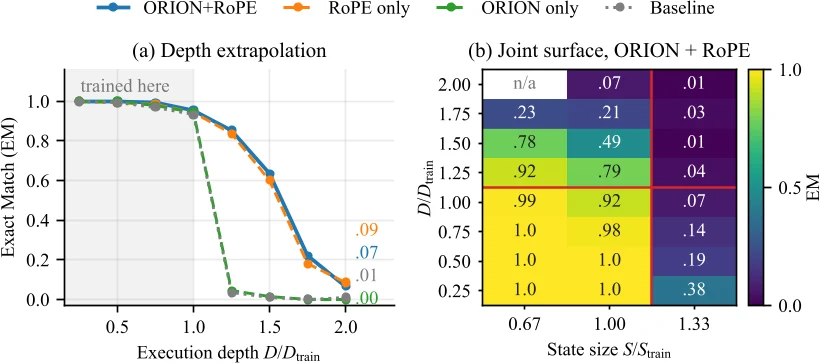 ORION+RoPE RoPE only ORION only Baseline
(a) Depth extrapolation
trained here
Exact Match (EM)
1.0
0.8
0.6
0.4
0.2
0.0
.09
.07
.01
.00
0.5 1.0 1.5 2.0
Execution depth D/Dtrain
(b) Joint surface, ORION + RoPE
D/Dtrain
2.00 n/a .07 .01
1.75 .23 .21 .03
1.50 .78 .49 .01
1.25 .92 .79 .04
1.00 .99 .92 .07
0.75 1.0 .98 .14
0.50 1.0 1.0 .19
0.25 1.0 1.0 .38
0.67 1.00 1.33
State size S/Strain
1.0
0.5
0.0
EM